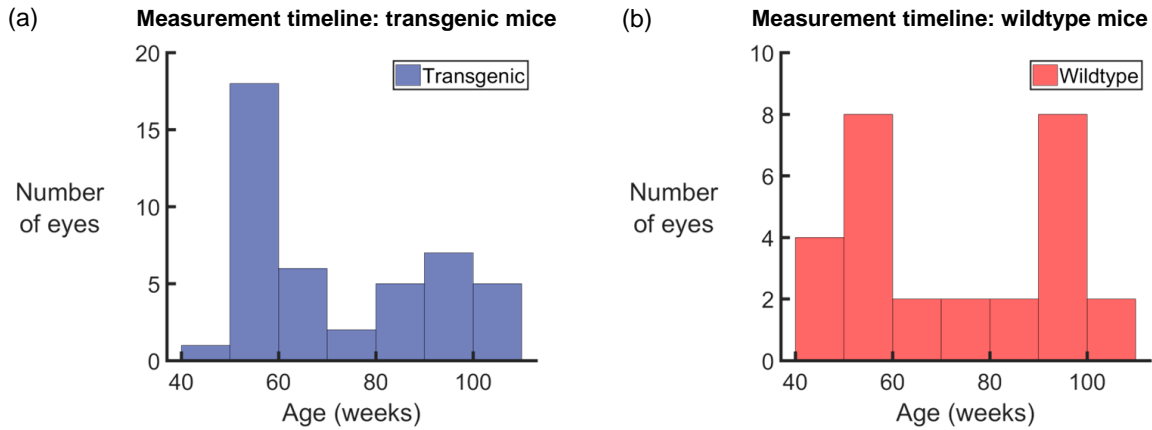 (a)
Measurement timeline: transgenic mice
Transgenic
20
15
10
5
0
Number
of eyes
40 60 80 100
Age (weeks)
(b)
Measurement timeline: wildtype mice
Wildtype
10
8
6
4
2
0
Number
of eyes
40 60 80 100
Age (weeks)